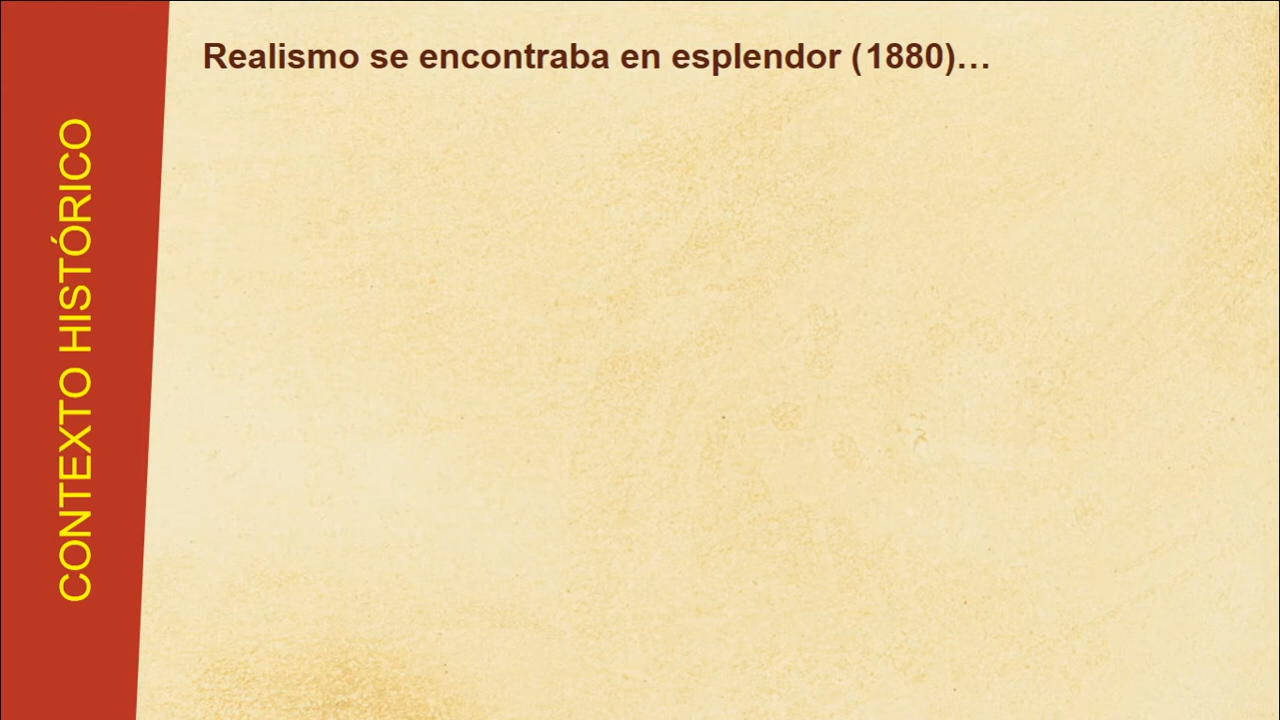 CONTEXTO HISTÓRICO
Realismo se encontraba en esplendor (1880)…